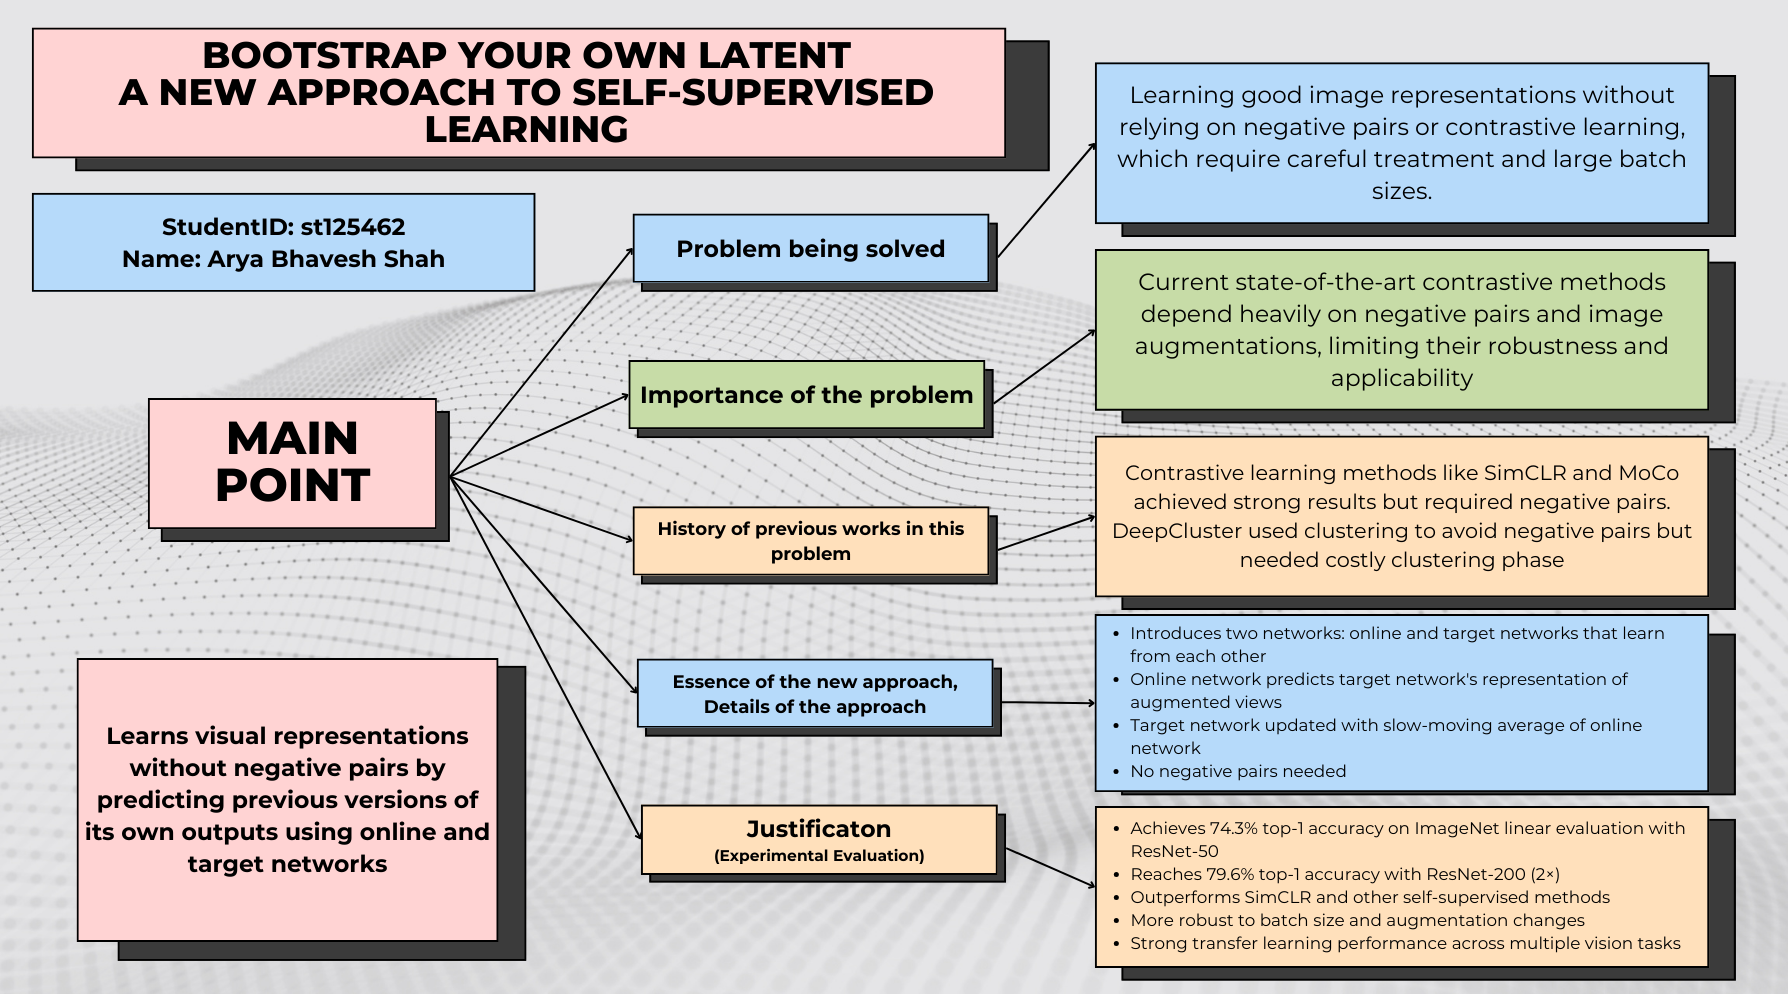 BOOTSTRAP YOUR OWN LATENT
A NEW APPROACH TO SELF-SUPERVISED
LEARNING
StudentID: st125462
Name: Arya Bhavesh Shah
MAIN
POINT
Learns visual representations
without negative pairs by
predicting previous versions of
its own outputs using online and
target networks
Problem being solved
Learning good image representations without
relying on negative pairs or contrastive learning,
which require careful treatment and large batch
sizes.
Importance of the problem
Current state-of-the-art contrastive methods
depend heavily on negative pairs and image
augmentations, limiting their robustness and
applicability
History of previous works in this
problem
Contrastive learning methods like SimCLR and MoCo
achieved strong results but required negative pairs.
DeepCluster used clustering to avoid negative pairs but
needed costly clustering phase
Essence of the new approach,
Details of the approach
• Introduces two networks: online and target networks that learn
from each other
• Online network predicts target network's representation of
augmented views
• Target network updated with slow-moving average of online
network
• No negative pairs needed
Justificaton
(Experimental Evaluation)
• Achieves 74.3% top-1 accuracy on ImageNet linear evaluation with
ResNet-50
• Reaches 79.6% top-1 accuracy with ResNet-200 (2×)
• Outperforms SimCLR and other self-supervised methods
• More robust to batch size and augmentation changes
• Strong transfer learning performance across multiple vision tasks